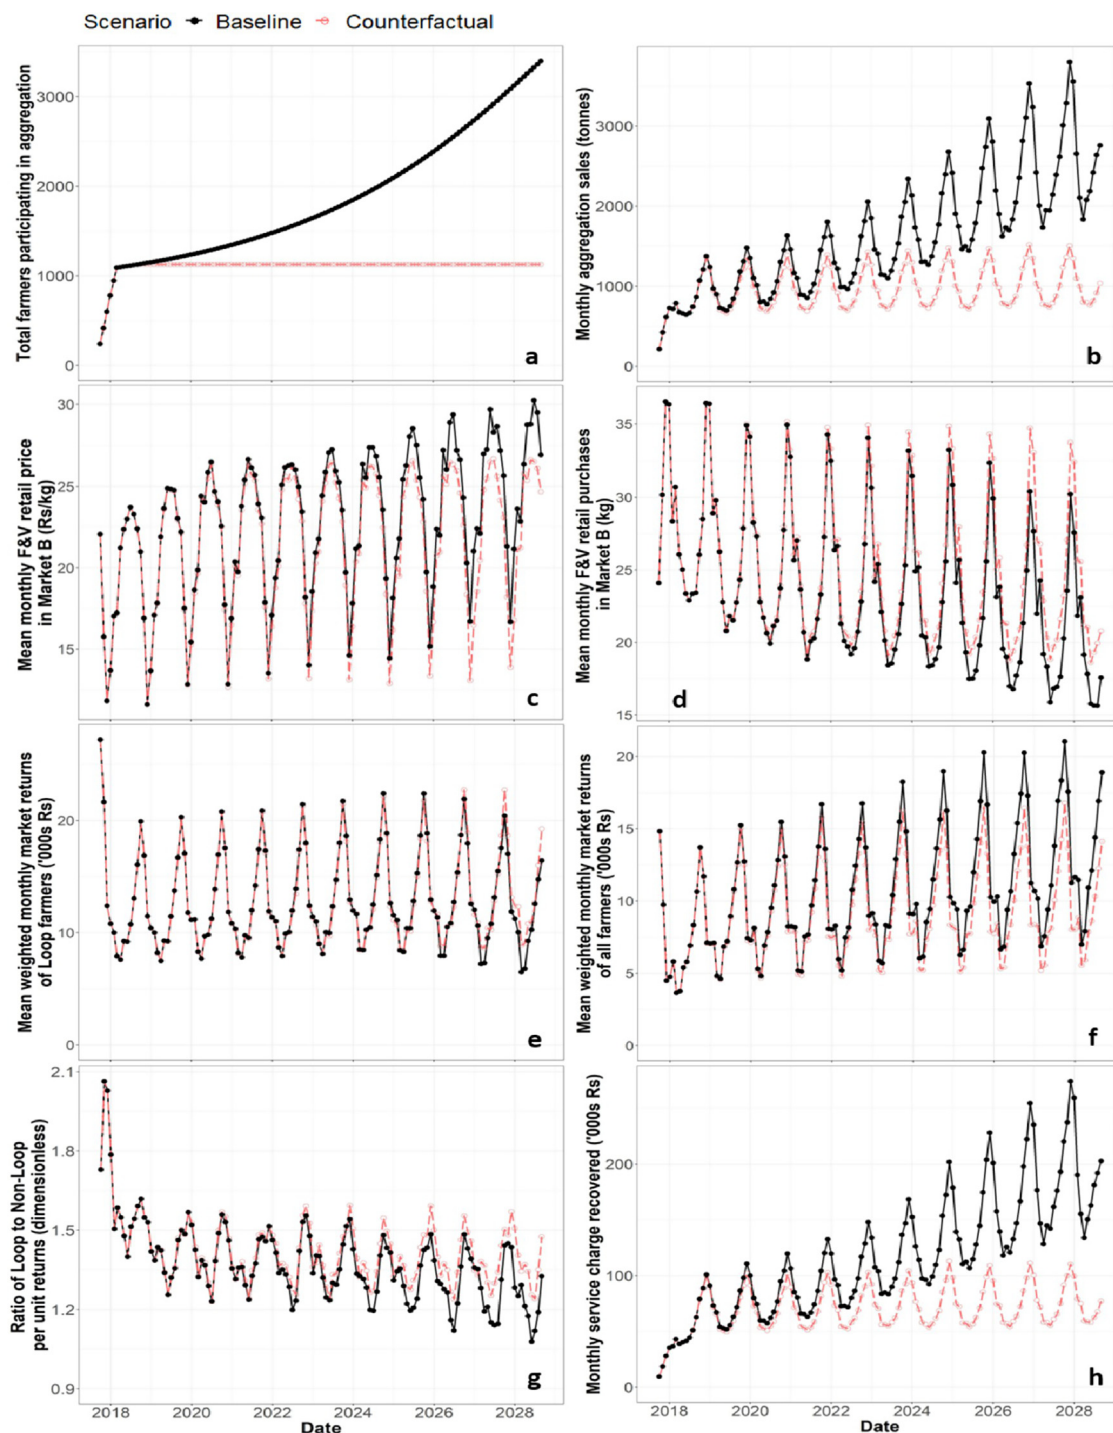 Scenario Baseline Counterfactual
Total farmers participating in aggregation
3000
2000
1000
0
a
Monthly aggregation sales (tonnes)
3000
2000
1000
0
b
Mean monthly F&V retail price
in Market B (Rs/kg)
30
25
20
15
c
Mean monthly F&V retail purchases
in Market B (kg)
35
30
25
20
15
d
Mean weighted monthly market returns
of Loop farmers ('000s Rs)
20
10
0
e
Mean weighted monthly market returns
of all farmers ('000s Rs)
20
15
10
5
0
f
Ratio of Loop to Non-Loop
per unit returns (dimensionless)
2.1
1.8
1.5
1.2
0.9
g
2018 2020 2022 2024 2026 2028
Date
Monthly service charge recovered ('000s Rs)
200
100
0
h
2018 2020 2022 2024 2026 2028
Date